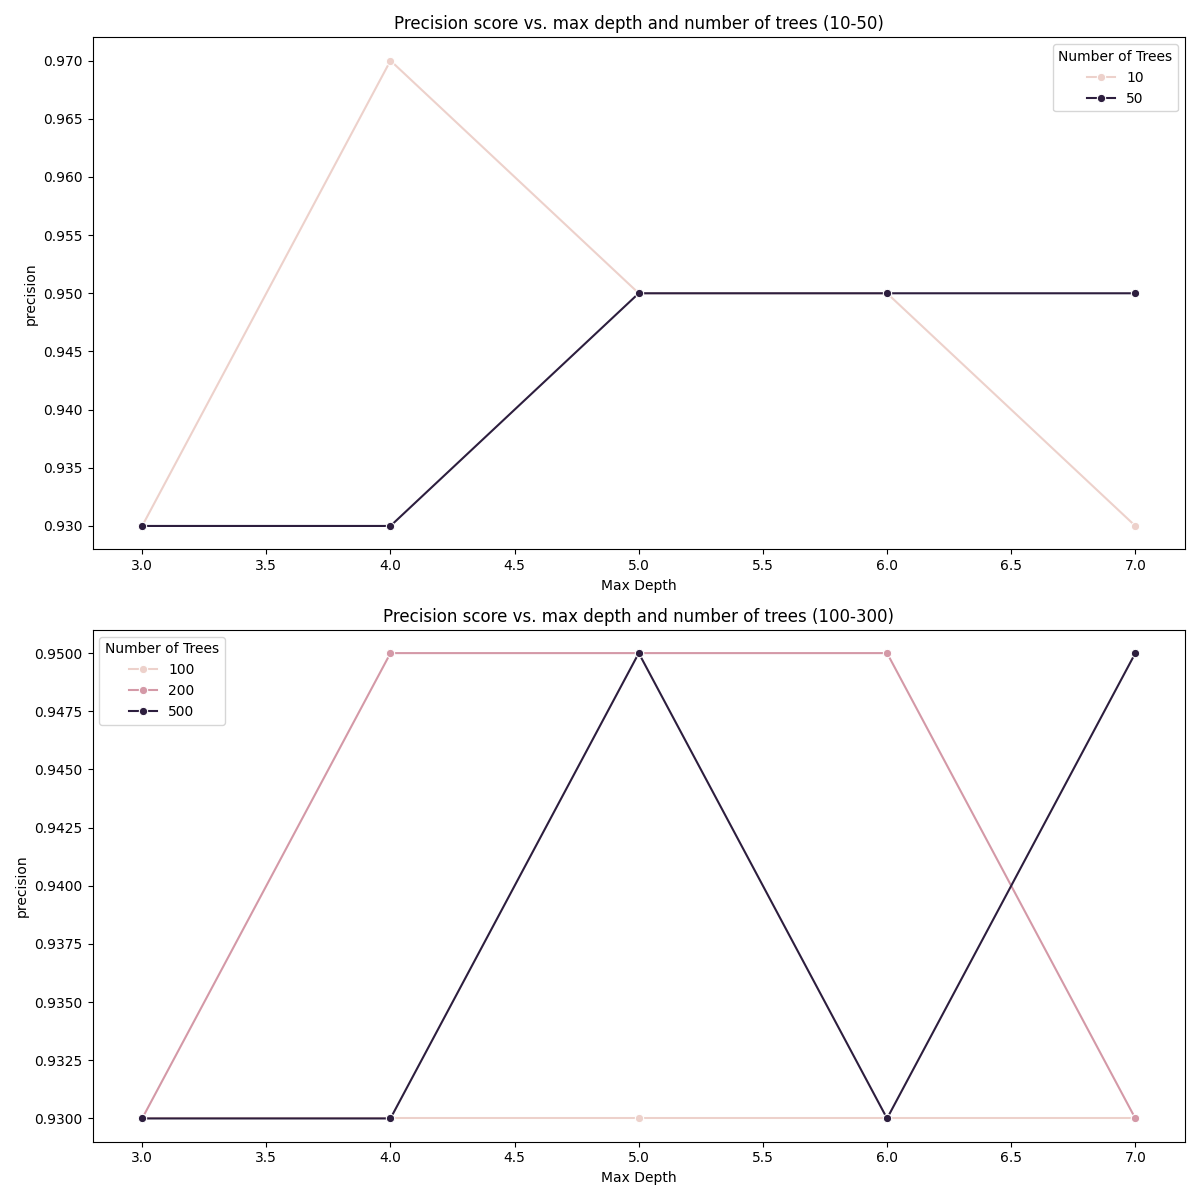 Precision score vs. max depth and number of trees (10-50)
Number of Trees
10
50
0.970
0.965
0.960
0.955
0.950
0.945
0.940
0.935
0.930
precision
3.0 3.5 4.0 4.5 5.0 5.5 6.0 6.5 7.0
Max Depth
Precision score vs. max depth and number of trees (100-300)
Number of Trees
100
200
500
0.9500
0.9475
0.9450
0.9425
0.9400
0.9375
0.9350
0.9325
0.9300
precision
3.0 3.5 4.0 4.5 5.0 5.5 6.0 6.5 7.0
Max Depth